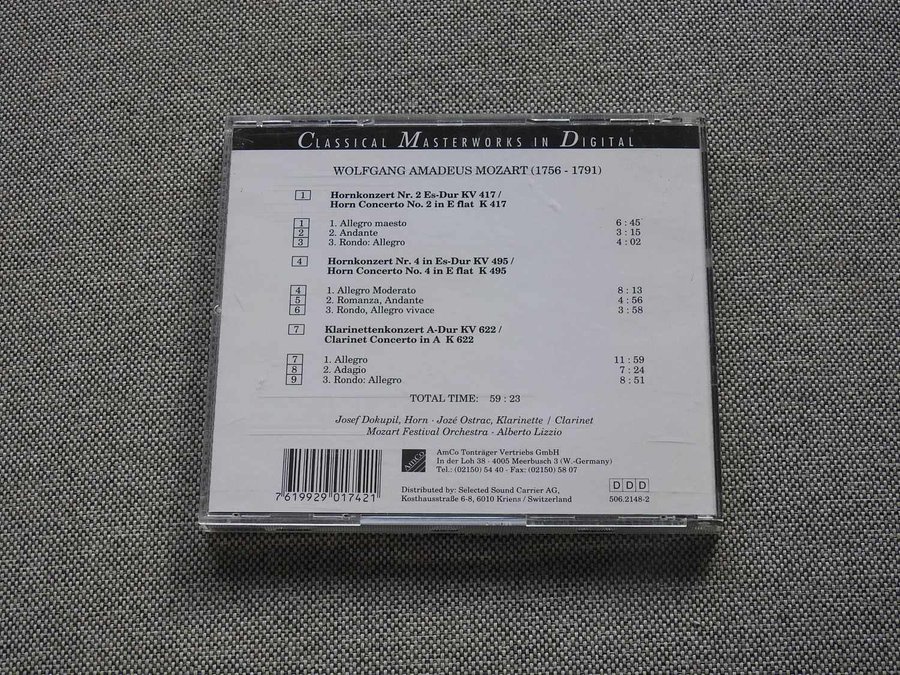 CLASSICAL MASTERWORKS IN DIGITAL
WOLFGANG AMADEUS MOZART (1756 - 1791)
1 Hornkonzert Nr. 2 Es-Dur KV 417 /
Horn Concerto No. 2 in E flat K 417
1 1. Allegro maesto 6 : 45
2 2. Andante 3 : 15
3 3. Rondo: Allegro 4 : 02
4 Hornkonzert Nr. 4 in Es-Dur KV 495 /
Horn Concerto No. 4 in E flat K 495
4 1. Allegro Moderato 8 : 13
5 2. Romanza, Andante 4 : 56
6 3. Rondo, Allegro vivace 3 : 58
7 Klarinettenkonzert A-Dur KV 622 /
Clarinet Concerto in A K 622
7 1. Allegro 11 : 59
8 2. Adagio 7 : 24
9 3. Rondo: Allegro 8 : 51
TOTAL TIME: 59 : 23
Josef Dokupil, Horn - Jozé Ostrac, Klarinette / Clarinet
Mozart Festival Orchestra - Alberto Lizzio
AmCo
AmCo Tonträger Vertriebs GmbH
In der Loh 38 - 4005 Meerbusch 3 (W.-Germany)
Tel.: (02150) 54 40 - Fax: (02150) 58 07
Distributed by: Selected Sound Carrier AG,
Kosthausstraße 6-8, 6010 Kriens / Switzerland
DDD
506.2148-2
7 619929 017421